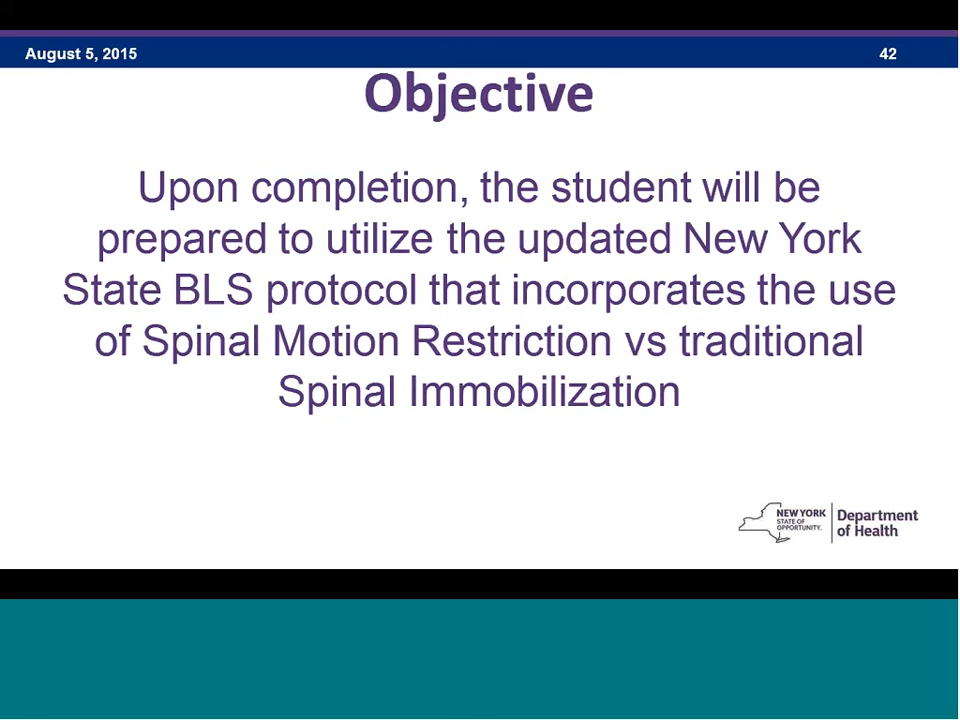 August 5, 2015 42
Objective
Upon completion, the student will be
prepared to utilize the updated New York
State BLS protocol that incorporates the use
of Spinal Motion Restriction vs traditional
Spinal Immobilization
NEW YORK
STATE OF
OPPORTUNITY.
Department
of Health